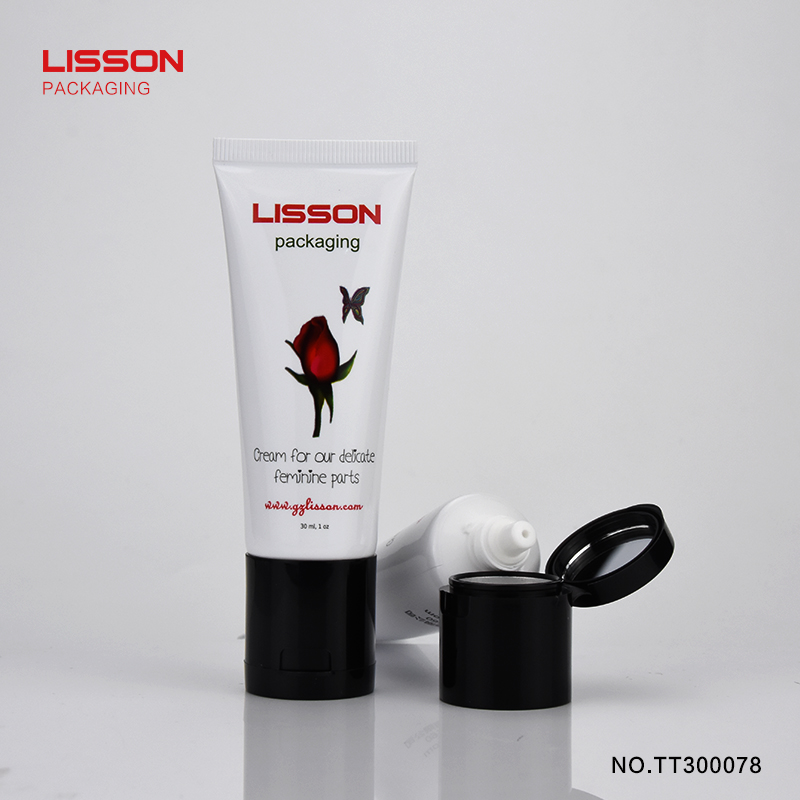 LISSON
PACKAGING
LISSON
packaging
Cream for our delicate
feminine parts
www.gzlisson.com
30 ml, 1 oz
NO.TT300078